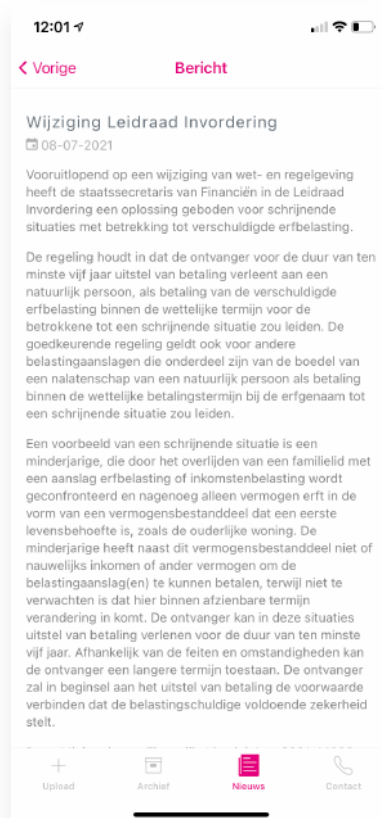 12:01
Vorige
Bericht
Wijziging Leidraad Invordering
08-07-2021
Vooruitlopend op een wijziging van wet- en regelgeving
heeft de staatssecretaris van Financiën in de Leidraad
Invordering een oplossing geboden voor schrijnende
situaties met betrekking tot verschuldigde erfbelasting.
De regeling houdt in dat de ontvanger voor de duur van ten
minste vijf jaar uitstel van betaling verleent aan een
natuurlijk persoon, als betaling van de verschuldigde
erfbelasting binnen de wettelijke termijn voor de
betrokkene tot een schrijnende situatie zou leiden. De
goedkeurende regeling geldt ook voor andere
belastingaanslagen die onderdeel zijn van de boedel van
een nalatenschap van een natuurlijk persoon als betaling
binnen de wettelijke betalingstermijn bij de erfgenaam tot
een schrijnende situatie zou leiden.
Een voorbeeld van een schrijnende situatie is een
minderjarige, die door het overlijden van een familielid met
een aanslag erfbelasting of inkomstenbelasting wordt
geconfronteerd en nagenoeg alleen vermogen erft in de
vorm van een vermogensbestanddeel dat een eerste
levensbehoefte is, zoals de ouderlijke woning. De
minderjarige heeft naast dit vermogensbestanddeel niet of
nauwelijks inkomen of ander vermogen om de
belastingaanslag(en) te kunnen betalen, terwijl niet te
verwachten is dat hier binnen afzienbare termijn
verandering in komt. De ontvanger kan in deze situaties
uitstel van betaling verlenen voor de duur van ten minste
vijf jaar. Afhankelijk van de feiten en omstandigheden kan
de ontvanger een langere termijn toestaan. De ontvanger
zal in beginsel aan het uitstel van betaling de voorwaarde
verbinden dat de belastingschuldige voldoende zekerheid
stelt.
Upload
Archief
Nieuws
Contact